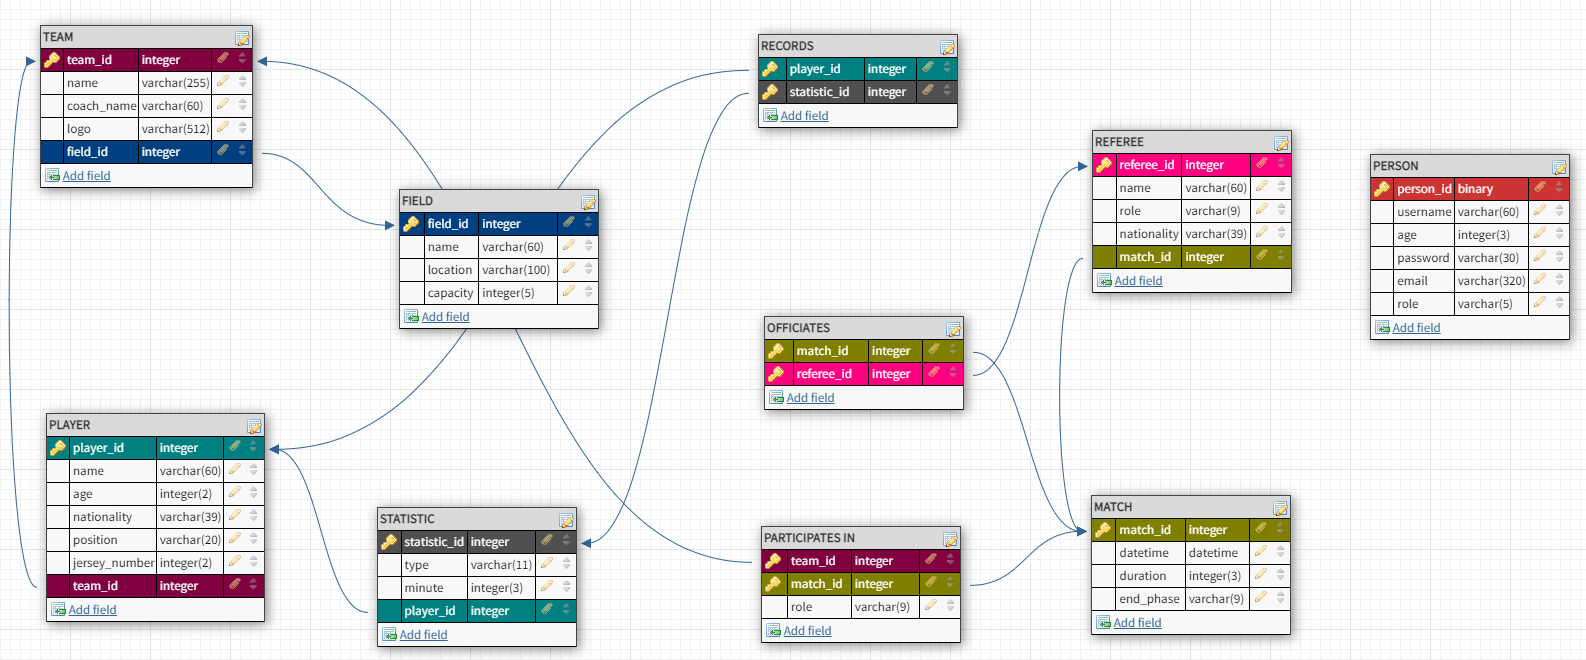 TEAM
team_id integer
name varchar(255)
coach_name varchar(60)
logo varchar(512)
field_id integer
Add field
FIELD
field_id integer
name varchar(60)
location varchar(100)
capacity integer(5)
Add field
RECORDS
player_id integer
statistic_id integer
Add field
REFEREE
referee_id integer
name varchar(60)
role varchar(9)
nationality varchar(39)
match_id integer
Add field
PERSON
person_id binary
username varchar(60)
age integer(3)
password varchar(30)
email varchar(320)
role varchar(5)
Add field
OFFICIATES
match_id integer
referee_id integer
Add field
PLAYER
player_id integer
name varchar(60)
age integer(2)
nationality varchar(39)
position varchar(20)
jersey_number integer(2)
team_id integer
Add field
STATISTIC
statistic_id integer
type varchar(11)
minute integer(3)
player_id integer
Add field
PARTICIPATES IN
team_id integer
match_id integer
role varchar(9)
Add field
MATCH
match_id integer
datetime datetime
duration integer(3)
end_phase varchar(9)
Add field